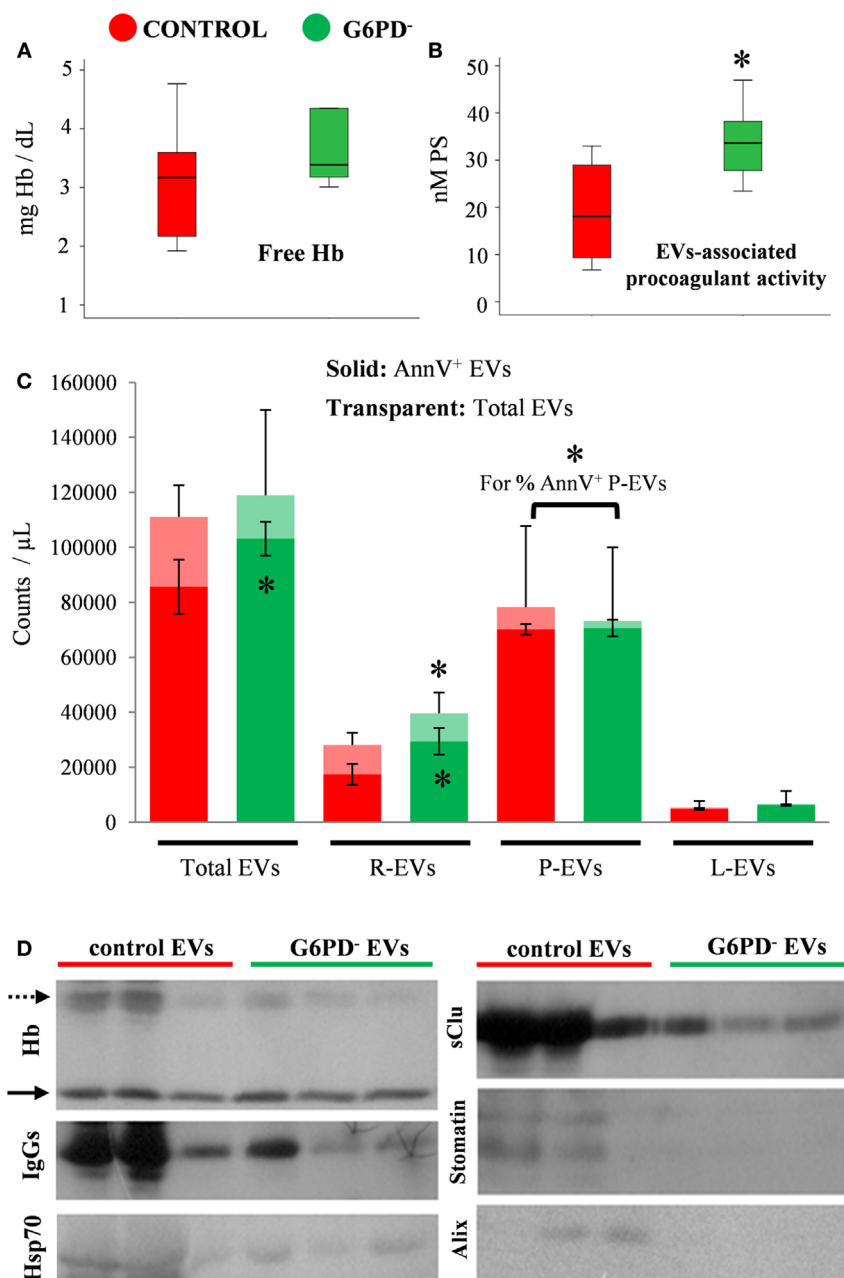 CONTROL G6PD⁻
A
5
4
3
2
1
mg Hb / dL
Free Hb
B
50
40
30
20
10
0
nM PS
*
EVs-associated
procoagulant activity
C
Solid: AnnV⁺ EVs
Transparent: Total EVs
160000
140000
120000
100000
80000
60000
40000
20000
0
Counts / µL
*
For % AnnV⁺ P-EVs
*
*
*
Total EVs R-EVs P-EVs L-EVs
D
control EVs G6PD⁻ EVs
Hb
IgGs
Hsp70
control EVs G6PD⁻ EVs
sClu
Stomatin
Alix